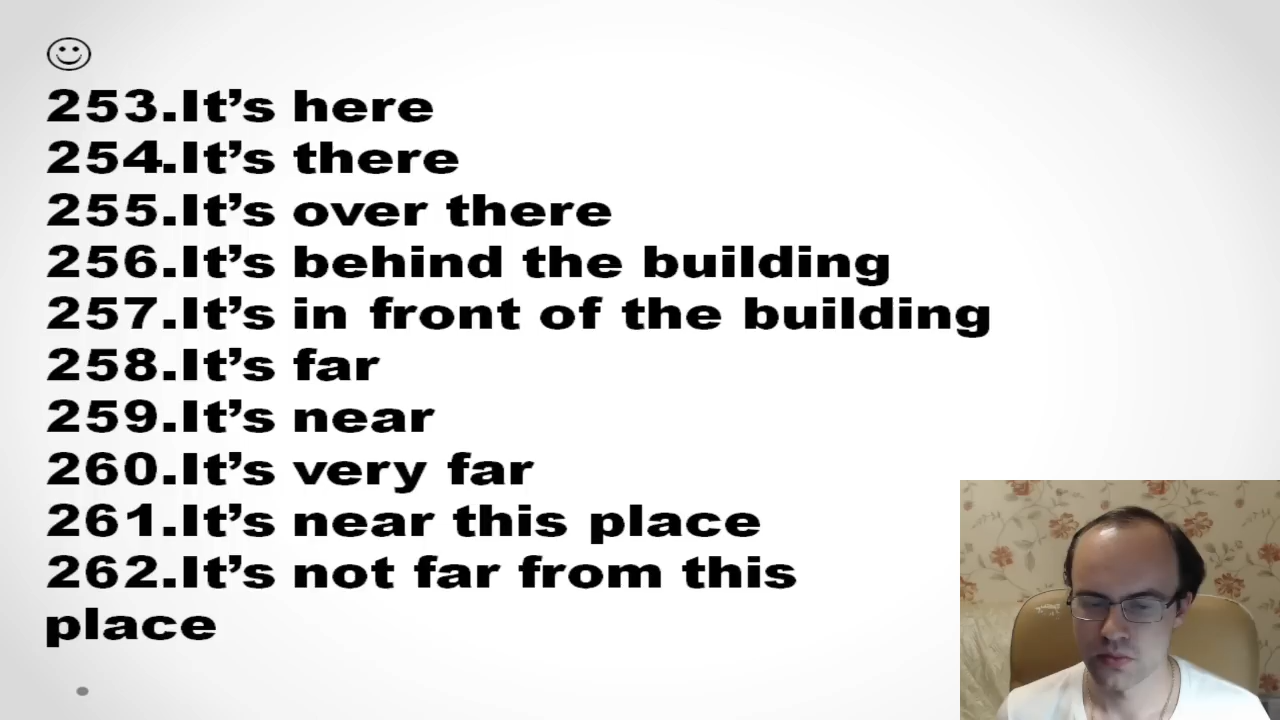 253.It’s here
254.It’s there
255.It’s over there
256.It’s behind the building
257.It’s in front of the building
258.It’s far
259.It’s near
260.It’s very far
261.It’s near this place
262.It’s not far from this
place